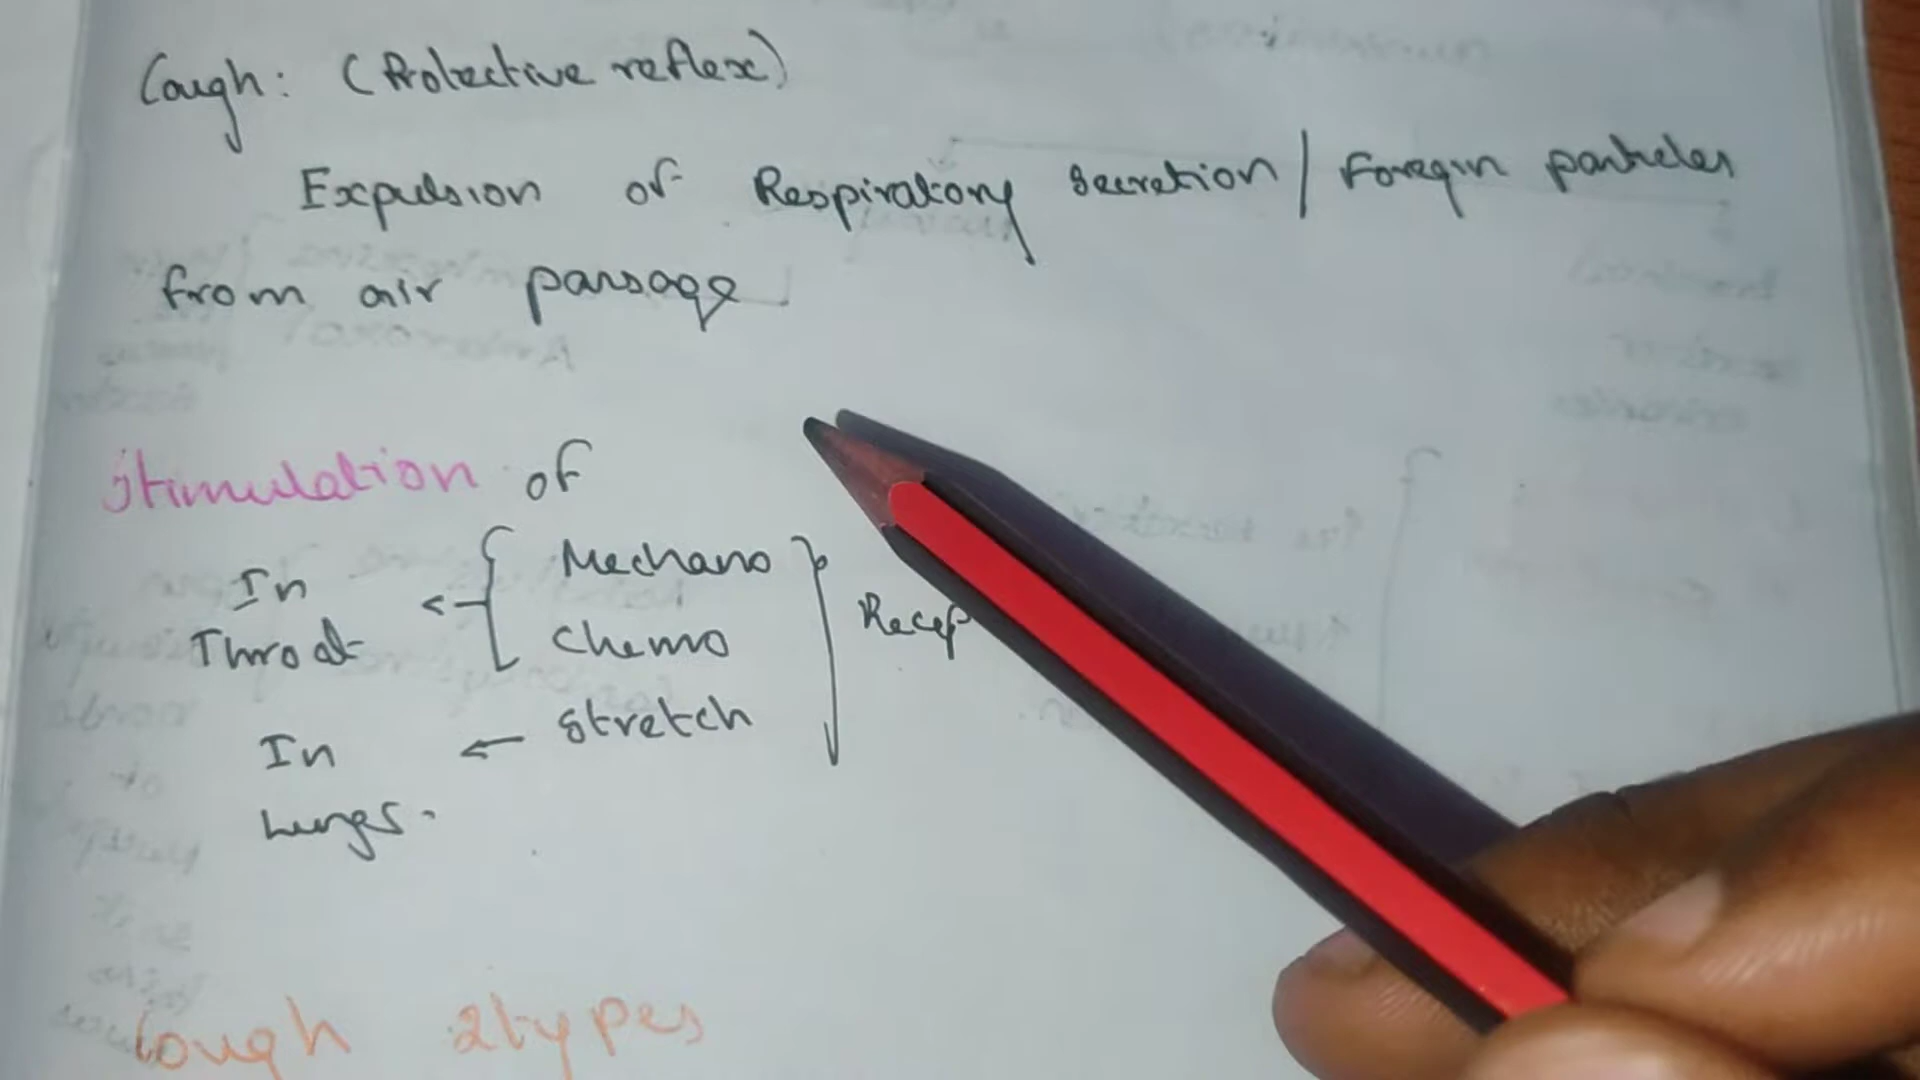 Cough: (Protective reflex)
Expulsion of Respiratory secretion / Foregin particles
from air passage
Stimulation of
In Throat ← { Mechano
Chemo } Recep
In Lungs. ← Stretch
Cough 2types